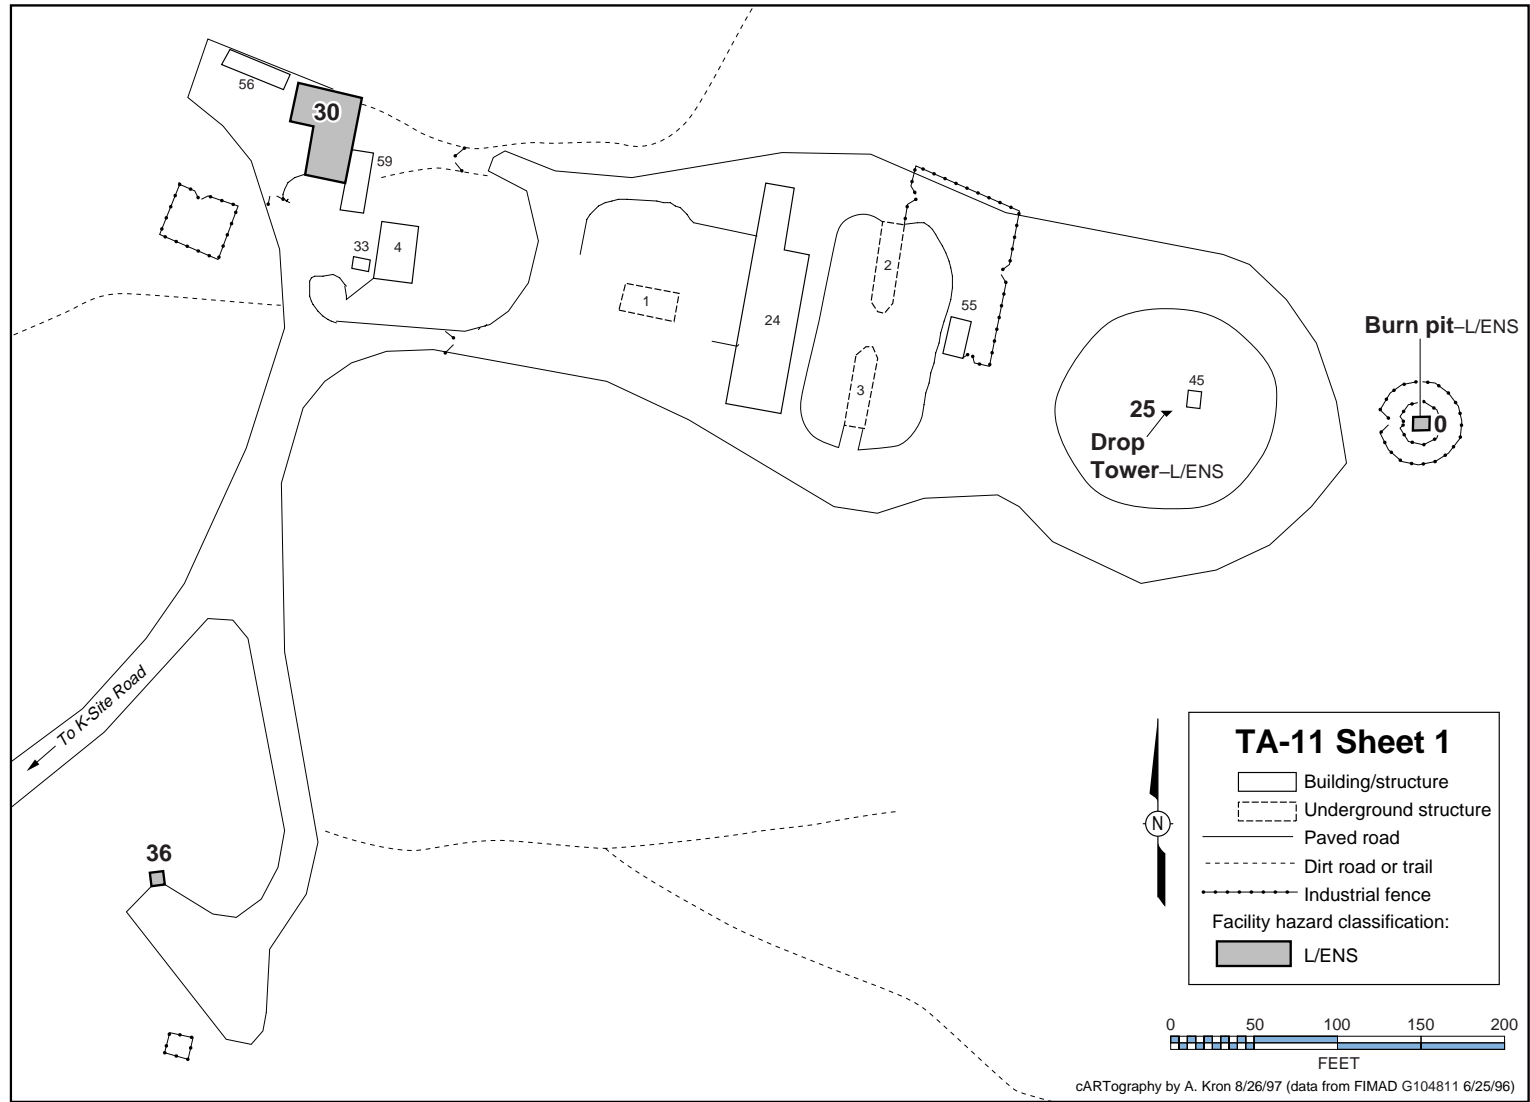 56
30
59
33
4
1
24
2
3
55
45
25
Drop
Tower–L/ENS
Burn pit–L/ENS
0
To K-Site Road
36
N
TA-11 Sheet 1
Building/structure
Underground structure
Paved road
Dirt road or trail
Industrial fence
Facility hazard classification:
L/ENS
0 50 100 150 200
FEET
cARTography by A. Kron 8/26/97 (data from FIMAD G104811 6/25/96)